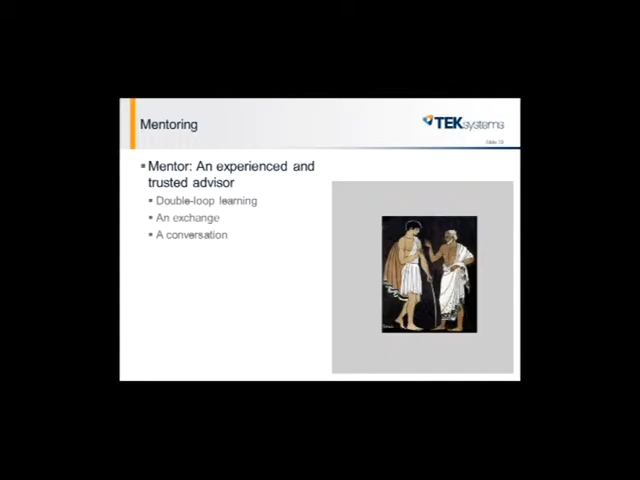 Mentoring
TEKsystems
▪ Mentor: An experienced and
trusted advisor
▪ Double-loop learning
▪ An exchange
▪ A conversation